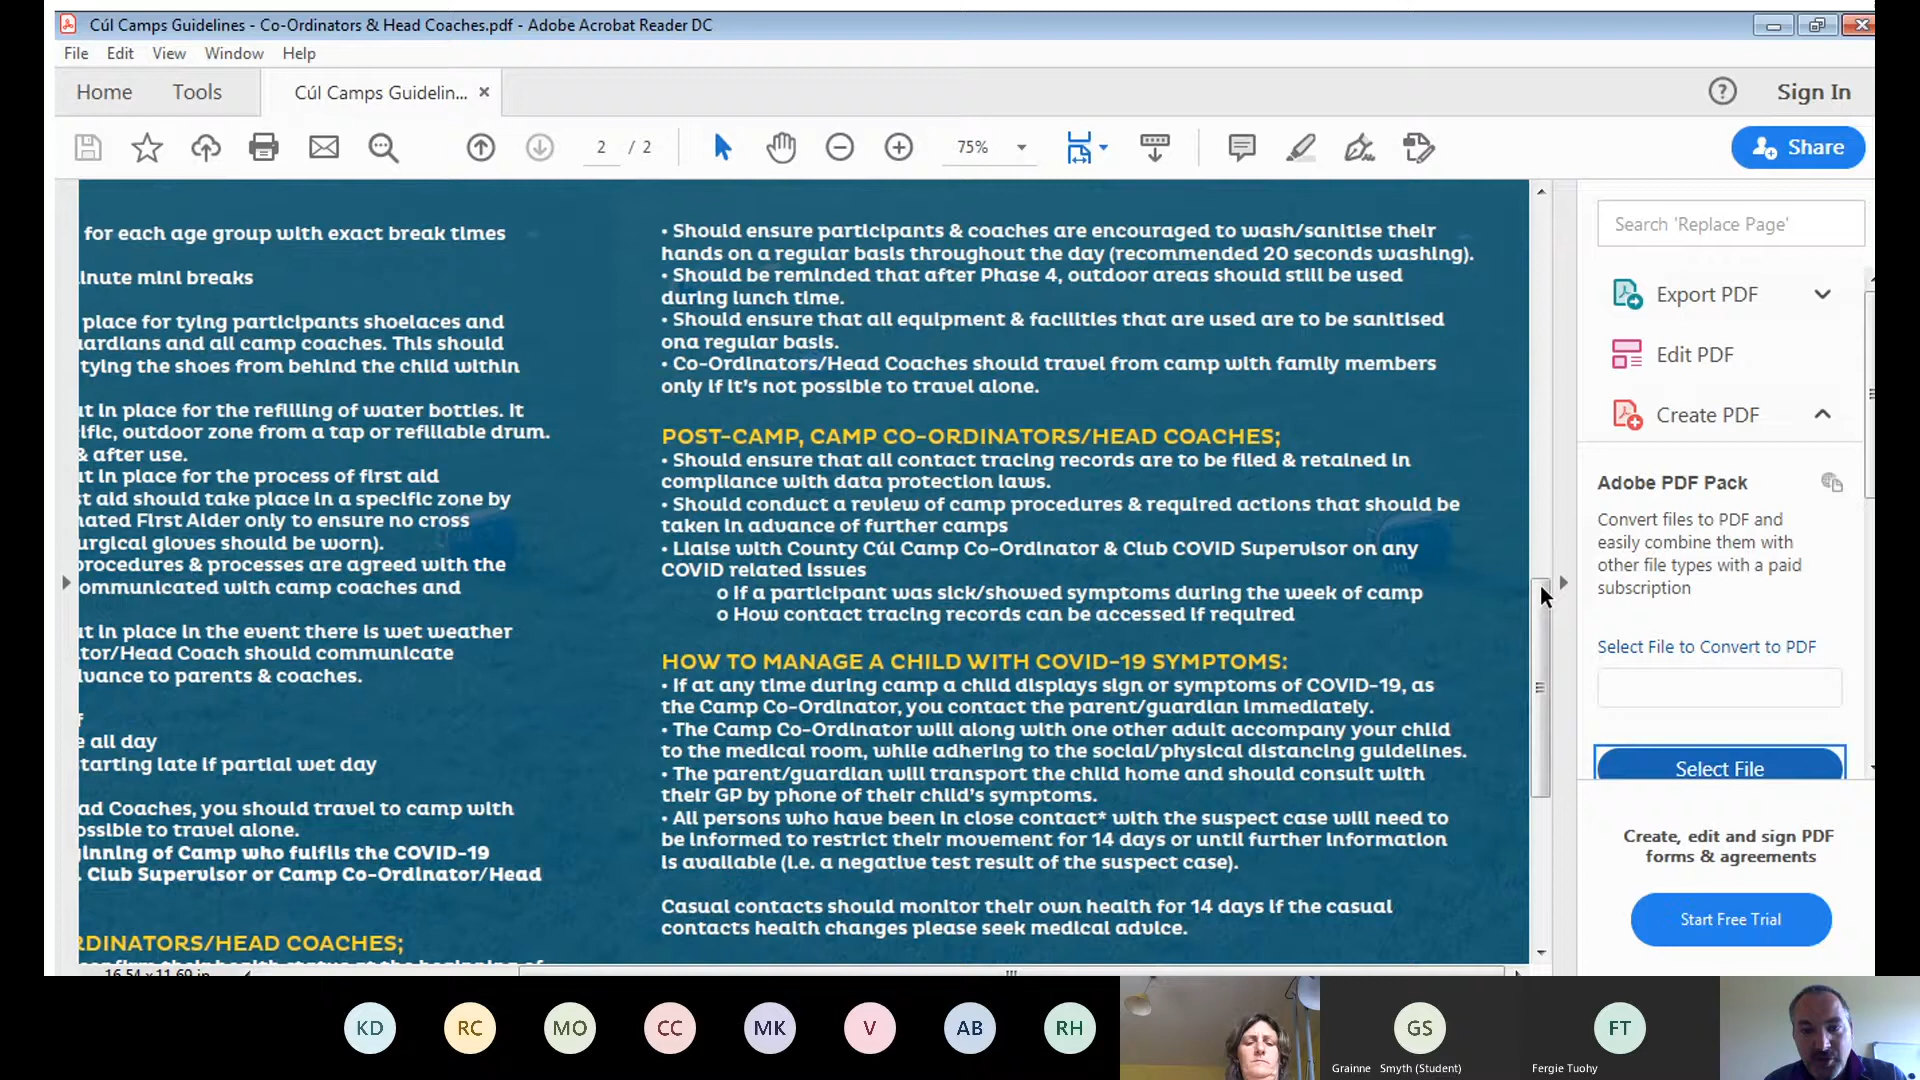 Cúl Camps Guidelines - Co-Ordinators & Head Coaches.pdf - Adobe Acrobat Reader DC
File Edit View Window Help
Home Tools Cúl Camps Guidelin... × ? Sign In
2 / 2 75% Share
for each age group with exact break times
inute mini breaks
place for tying participants shoelaces and
ardians and all camp coaches. This should
tying the shoes from behind the child within
ut in place for the refilling of water bottles. It
ific, outdoor zone from a tap or refillable drum.
& after use.
ut in place for the process of first aid
st aid should take place in a specific zone by
nated First Aider only to ensure no cross
urgical gloves should be worn).
procedures & processes are agreed with the
ommunicated with camp coaches and
ut in place in the event there is wet weather
tor/Head Coach should communicate
lvance to parents & coaches.
f
e all day
tarting late if partial wet day
ad Coaches, you should travel to camp with
ossible to travel alone.
ginning of Camp who fulfils the COVID-19
. Club Supervisor or Camp Co-Ordinator/Head
RDINATORS/HEAD COACHES;
16.54 x 11.69 in
• Should ensure participants & coaches are encouraged to wash/sanitise their
hands on a regular basis throughout the day (recommended 20 seconds washing).
• Should be reminded that after Phase 4, outdoor areas should still be used
during lunch time.
• Should ensure that all equipment & facilities that are used are to be sanitised
ona regular basis.
• Co-Ordinators/Head Coaches should travel from camp with family members
only if it's not possible to travel alone.
POST-CAMP, CAMP CO-ORDINATORS/HEAD COACHES;
• Should ensure that all contact tracing records are to be filed & retained in
compliance with data protection laws.
• Should conduct a review of camp procedures & required actions that should be
taken in advance of further camps
• Liaise with County Cúl Camp Co-Ordinator & Club COVID Supervisor on any
COVID related issues
o If a participant was sick/showed symptoms during the week of camp
o How contact tracing records can be accessed if required
HOW TO MANAGE A CHILD WITH COVID-19 SYMPTOMS:
• If at any time during camp a child displays sign or symptoms of COVID-19, as
the Camp Co-Ordinator, you contact the parent/guardian immediately.
• The Camp Co-Ordinator will along with one other adult accompany your child
to the medical room, while adhering to the social/physical distancing guidelines.
• The parent/guardian will transport the child home and should consult with
their GP by phone of their child's symptoms.
• All persons who have been in close contact* with the suspect case will need to
be informed to restrict their movement for 14 days or until further information
is available (i.e. a negative test result of the suspect case).
Casual contacts should monitor their own health for 14 days if the casual
contacts health changes please seek medical advice.
Search 'Replace Page'
Export PDF
Edit PDF
Create PDF
Adobe PDF Pack
Convert files to PDF and
easily combine them with
other file types with a paid
subscription
Select File to Convert to PDF
Select File
Create, edit and sign PDF
forms & agreements
Start Free Trial
KD RC MO CC MK V AB RH GS FT
Grainne Smyth (Student) Fergie Tuohy